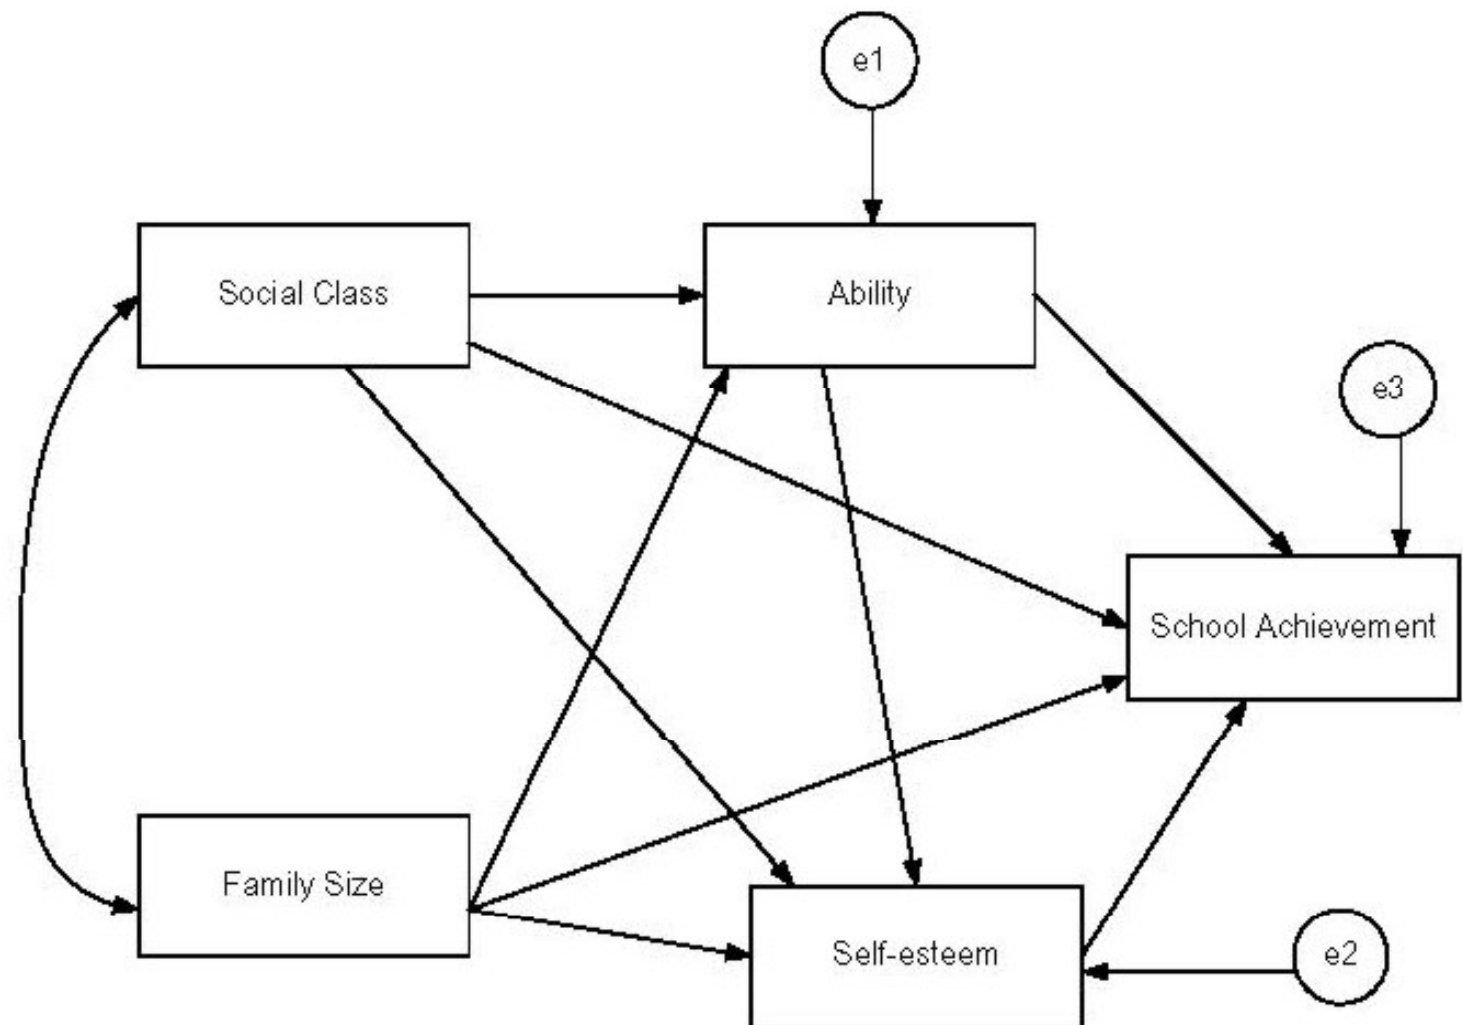 e1
Social Class
Ability
e3
School Achievement
Family Size
Self-esteem
e2